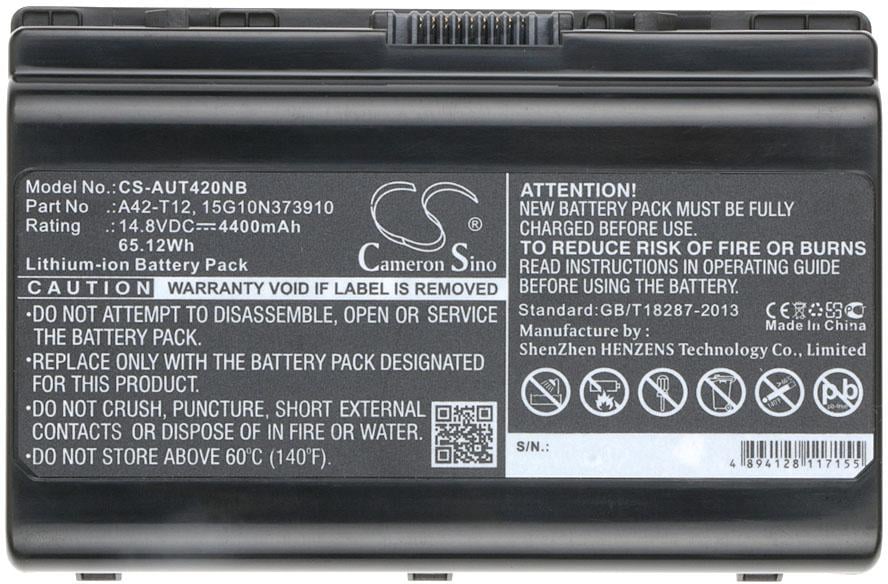 Model No.:CS-AUT420NB
Part No .:A42-T12, 15G10N373910
Rating .:14.8VDC⎓4400mAh
65.12Wh
Lithium-ion Battery Pack
CS®
Cameron Sino
CAUTION WARRANTY VOID IF LABEL IS REMOVED
•DO NOT ATTEMPT TO DISASSEMBLE, OPEN OR SERVICE
THE BATTERY PACK.
•REPLACE ONLY WITH THE BATTERY PACK DESIGNATED
FOR THIS PRODUCT.
•DO NOT CRUSH, PUNCTURE, SHORT EXTERNAL
CONTACTS OR DISPOSE OF IN FIRE OR WATER.
•DO NOT STORE ABOVE 60°C (140°F).
ATTENTION!
NEW BATTERY PACK MUST BE FULLY
CHARGED BEFORE USE.
TO REDUCE RISK OF FIRE OR BURNS
READ INSTRUCTIONS IN OPERATING GUIDE
BEFORE USING THE BATTERY.
Standard:GB/T18287-2013
CE
Made In China
Manufacture by:
ShenZhen HENZENS Technology Co., Limited
pb
S/N.:
4 894128 117155